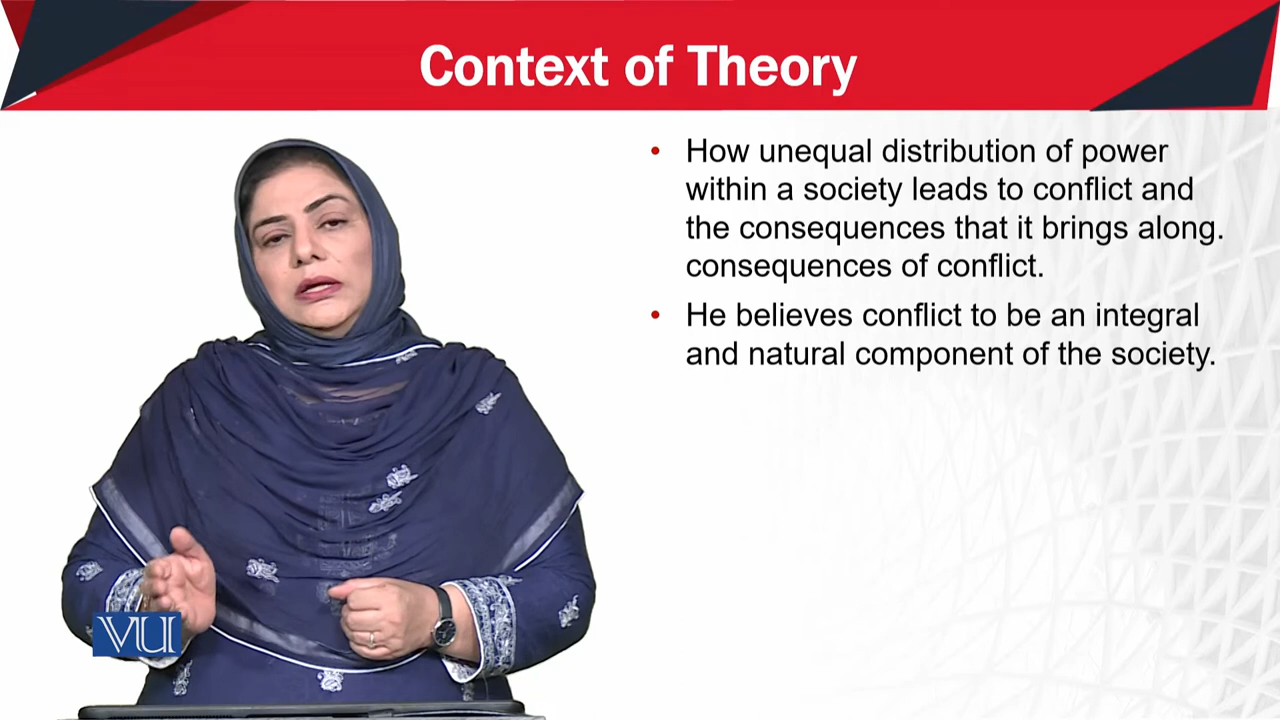 Context of Theory
• How unequal distribution of power
within a society leads to conflict and
the consequences that it brings along.
consequences of conflict.
• He believes conflict to be an integral
and natural component of the society.
VU